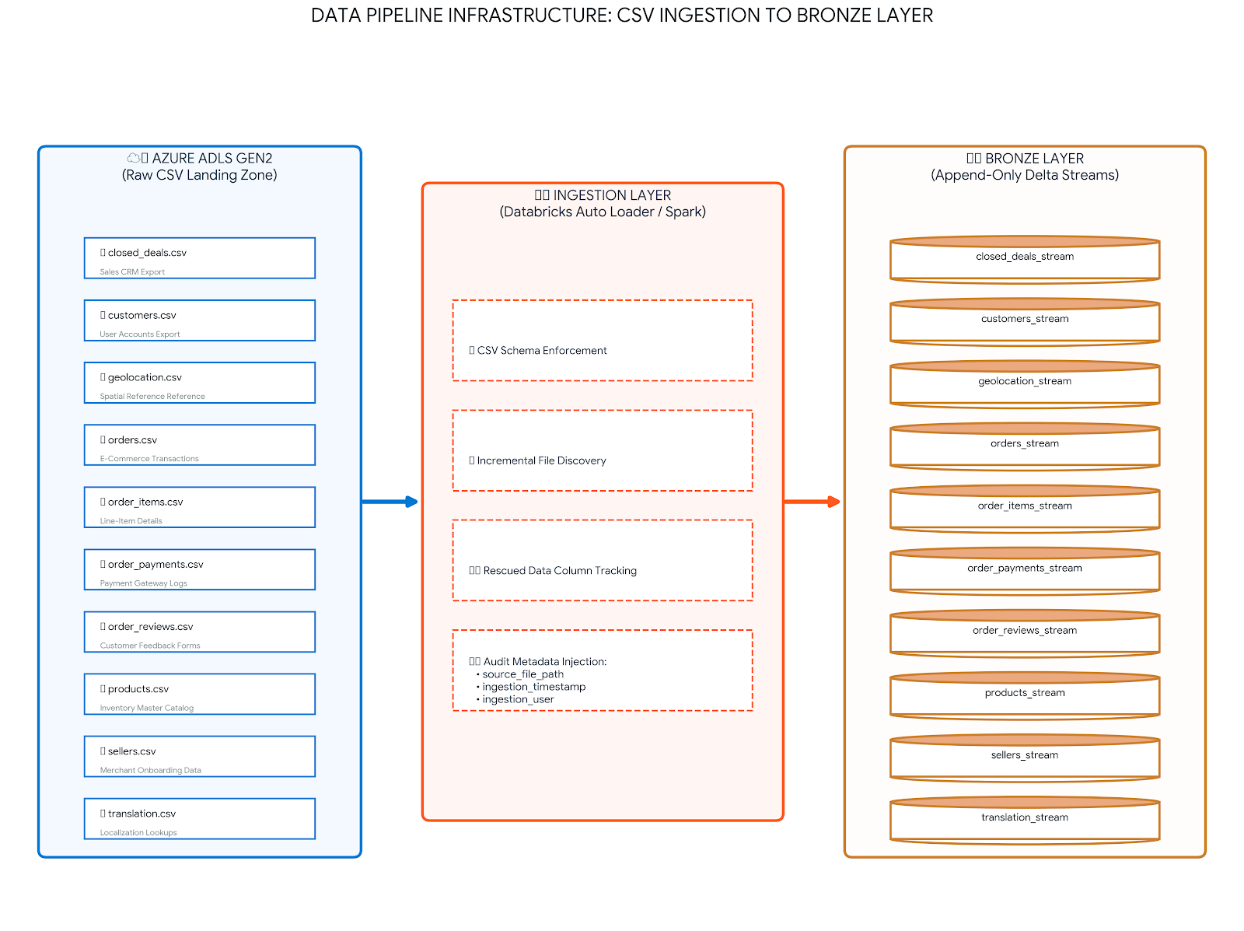 DATA PIPELINE INFRASTRUCTURE: CSV INGESTION TO BRONZE LAYER
AZURE ADLS GEN2
(Raw CSV Landing Zone)
closed_deals.csv
Sales CRM Export
customers.csv
User Accounts Export
geolocation.csv
Spatial Reference Reference
orders.csv
E-Commerce Transactions
order_items.csv
Line-Item Details
order_payments.csv
Payment Gateway Logs
order_reviews.csv
Customer Feedback Forms
products.csv
Inventory Master Catalog
sellers.csv
Merchant Onboarding Data
translation.csv
Localization Lookups
INGESTION LAYER
(Databricks Auto Loader / Spark)
CSV Schema Enforcement
Incremental File Discovery
Rescued Data Column Tracking
Audit Metadata Injection:
• source_file_path
• ingestion_timestamp
• ingestion_user
BRONZE LAYER
(Append-Only Delta Streams)
closed_deals_stream
customers_stream
geolocation_stream
orders_stream
order_items_stream
order_payments_stream
order_reviews_stream
products_stream
sellers_stream
translation_stream